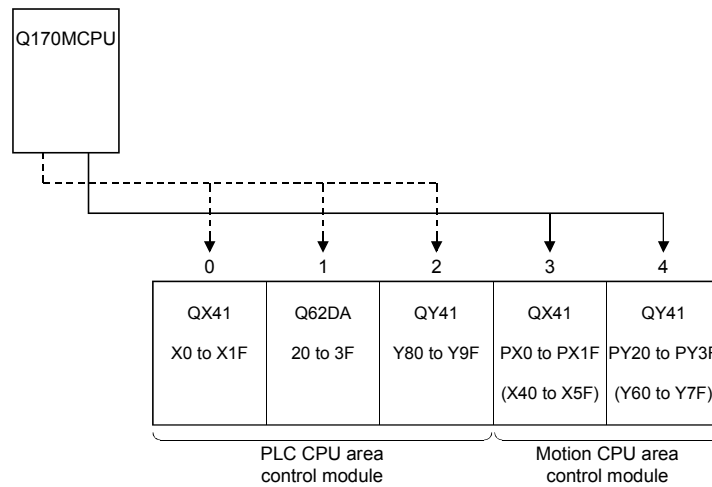 Q170MCPU
0 1 2 3 4
QX41 Q62DA QY41 QX41 QY41
X0 to X1F 20 to 3F Y80 to Y9F PX0 to PX1F PY20 to PY3F
(X40 to X5F) (Y60 to Y7F)
PLC CPU area Motion CPU area
control module control module